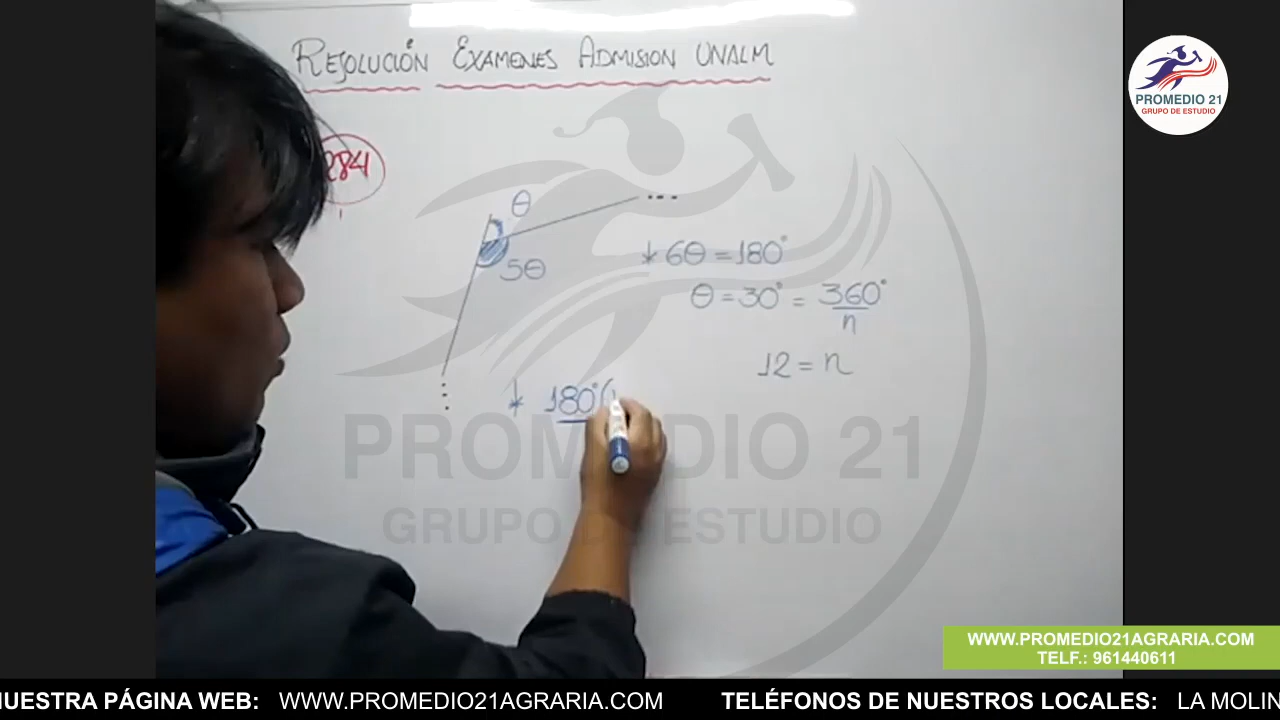 RESOLUCIÓN EXAMENES ADMISION UNALM
PROMEDIO 21
GRUPO DE ESTUDIO
284
θ
5θ
* 6θ = 180°
θ = 30° = 360° / n
12 = n
* 180°(
PROMEDIO 21
GRUPO DE ESTUDIO
WWW.PROMEDIO21AGRARIA.COM
TELF.: 961440611
NUESTRA PÁGINA WEB: WWW.PROMEDIO21AGRARIA.COM TELÉFONOS DE NUESTROS LOCALES: LA MOLIN